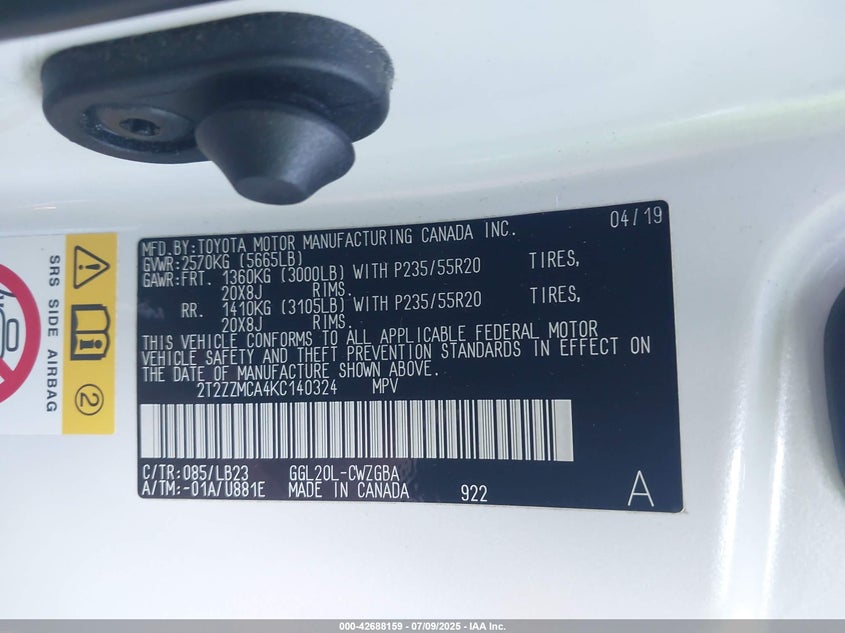 MFD.BY:TOYOTA MOTOR MANUFACTURING CANADA INC. 04/19
GVWR:2570KG (5665LB)
GAWR:FRT. 1360KG (3000LB) WITH P235/55R20 TIRES,
20X8J RIMS.
RR. 1410KG (3105LB) WITH P235/55R20 TIRES,
20X8J RIMS.
THIS VEHICLE CONFORMS TO ALL APPLICABLE FEDERAL MOTOR
VEHICLE SAFETY AND THEFT PREVENTION STANDARDS IN EFFECT ON
THE DATE OF MANUFACTURE SHOWN ABOVE.
2T2ZZMCA4KC140324 MPV
C/TR:085/LB23 GGL20L-CWZGBA
A/TM:-01A/U881E MADE IN CANADA 922 A
SRS SIDE AIRBAG
2
000-42688159 | 07/09/2025 - IAA Inc.